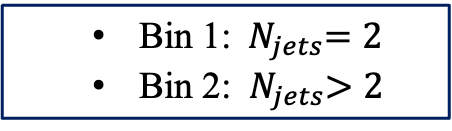 • Bin 1: N_jets = 2
• Bin 2: N_jets > 2